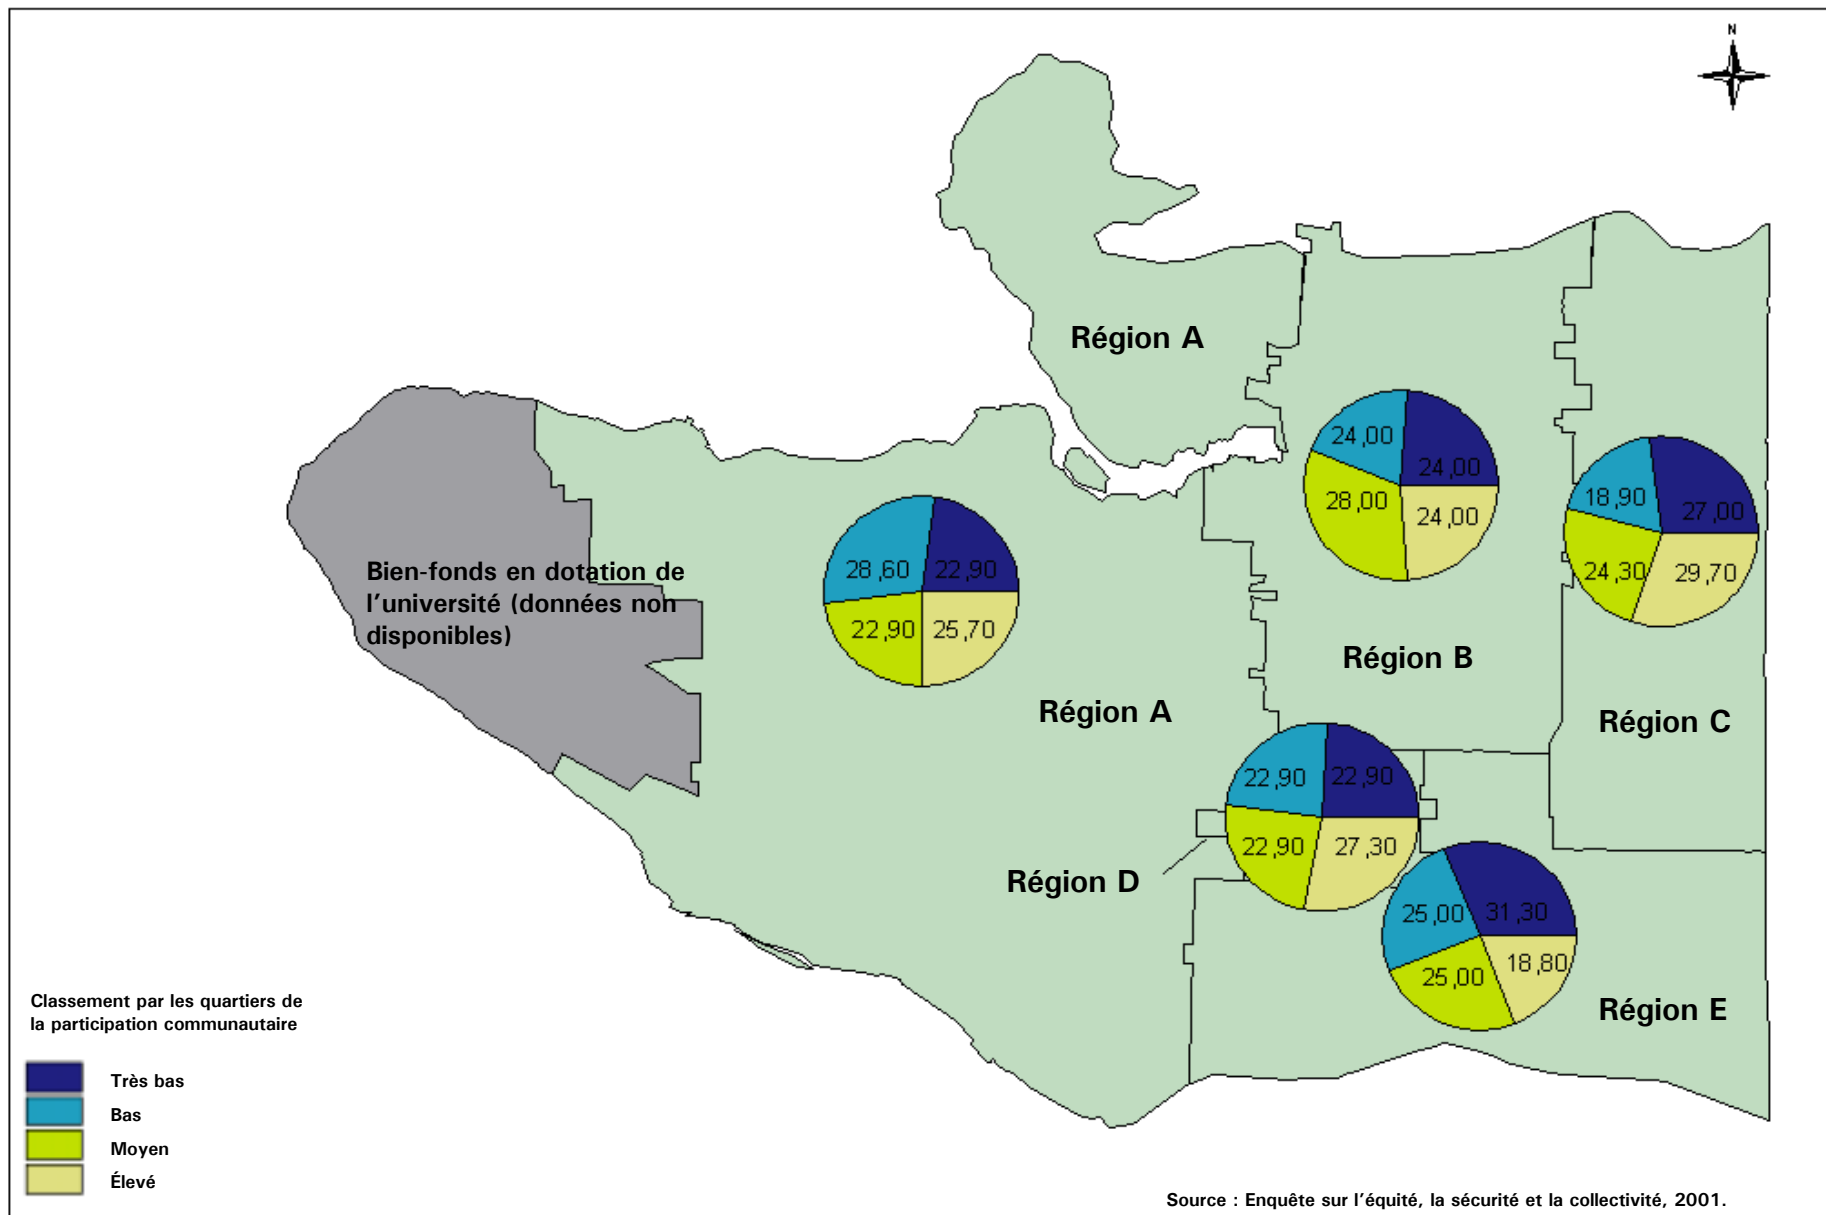 N
Région A
24,00
24,00
28,00
24,00
18,90
27,00
24,30
29,70
Bien-fonds en dotation de
l'université (données non
disponibles)
28,60
22,90
22,90
25,70
Région B
Région A
Région C
22,90
22,90
22,90
27,30
Région D
25,00
31,30
25,00
18,80
Région E
Classement par les quartiers de
la participation communautaire
Très bas
Bas
Moyen
Élevé
Source : Enquête sur l'équité, la sécurité et la collectivité, 2001.